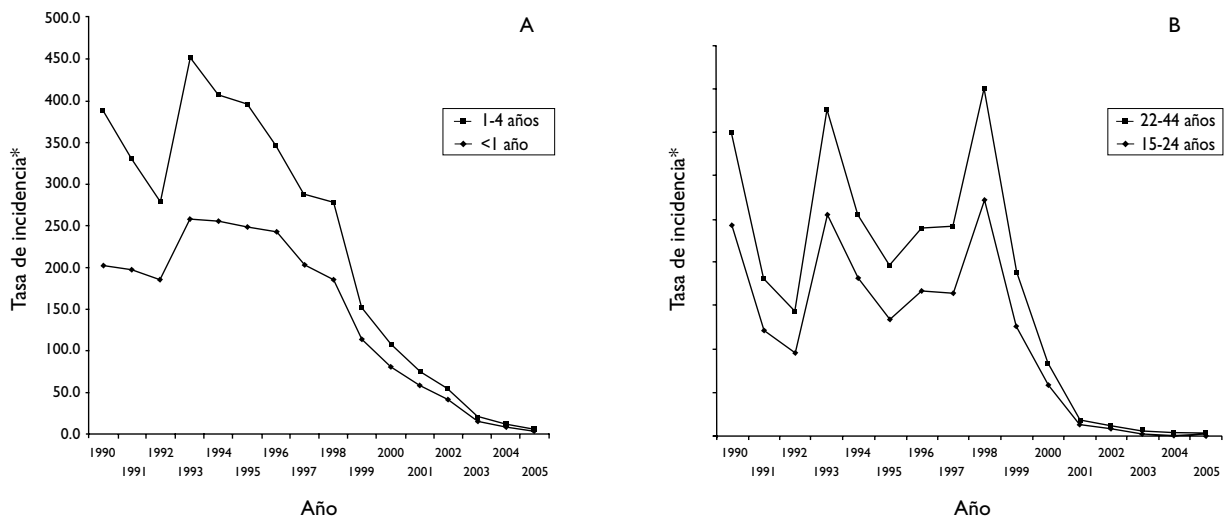 A
500.0
450.0
400.0
350.0
300.0
250.0
200.0
150.0
100.0
50.0
0.0
Tasa de incidencia*
1-4 años
<1 año
1990 1992 1994 1996 1998 2000 2002 2004
1991 1993 1995 1997 1999 2001 2003 2005
Año
B
Tasa de incidencia*
22-44 años
15-24 años
1990 1992 1994 1996 1998 2000 2002 2004
1991 1993 1995 1997 1999 2001 2003 2005
Año